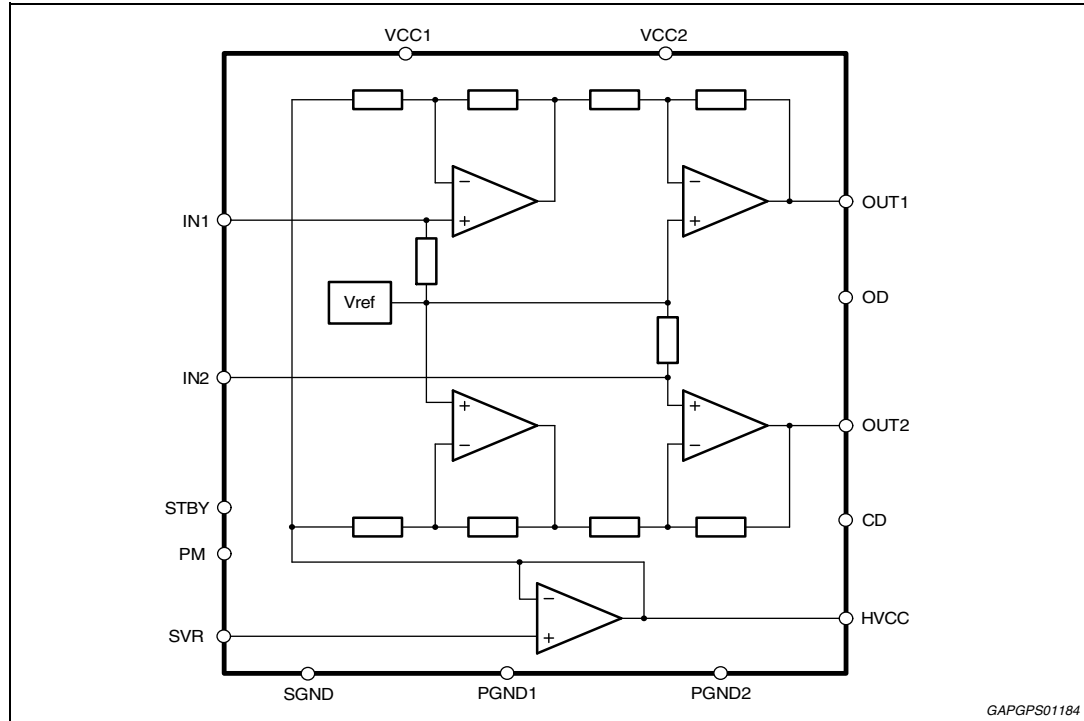 VCC1
VCC2
−
+
−
+
IN1
OUT1
Vref
OD
IN2
+
−
+
−
OUT2
STBY
CD
PM
−
+
HVCC
SVR
SGND
PGND1
PGND2
GAPGPS01184